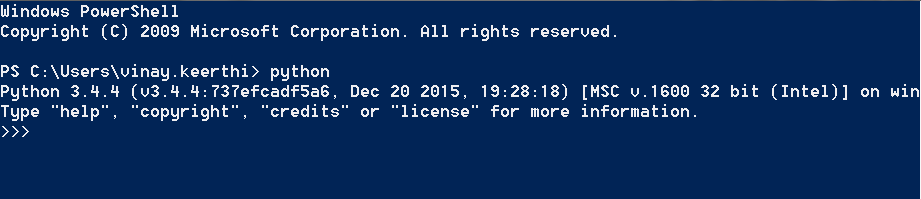 Windows PowerShell
Copyright (C) 2009 Microsoft Corporation. All rights reserved.
PS C:\Users\vinay.keerthi> python
Python 3.4.4 (v3.4.4:737efcadf5a6, Dec 20 2015, 19:28:18) [MSC v.1600 32 bit (Intel)] on win
Type "help", "copyright", "credits" or "license" for more information.
>>>